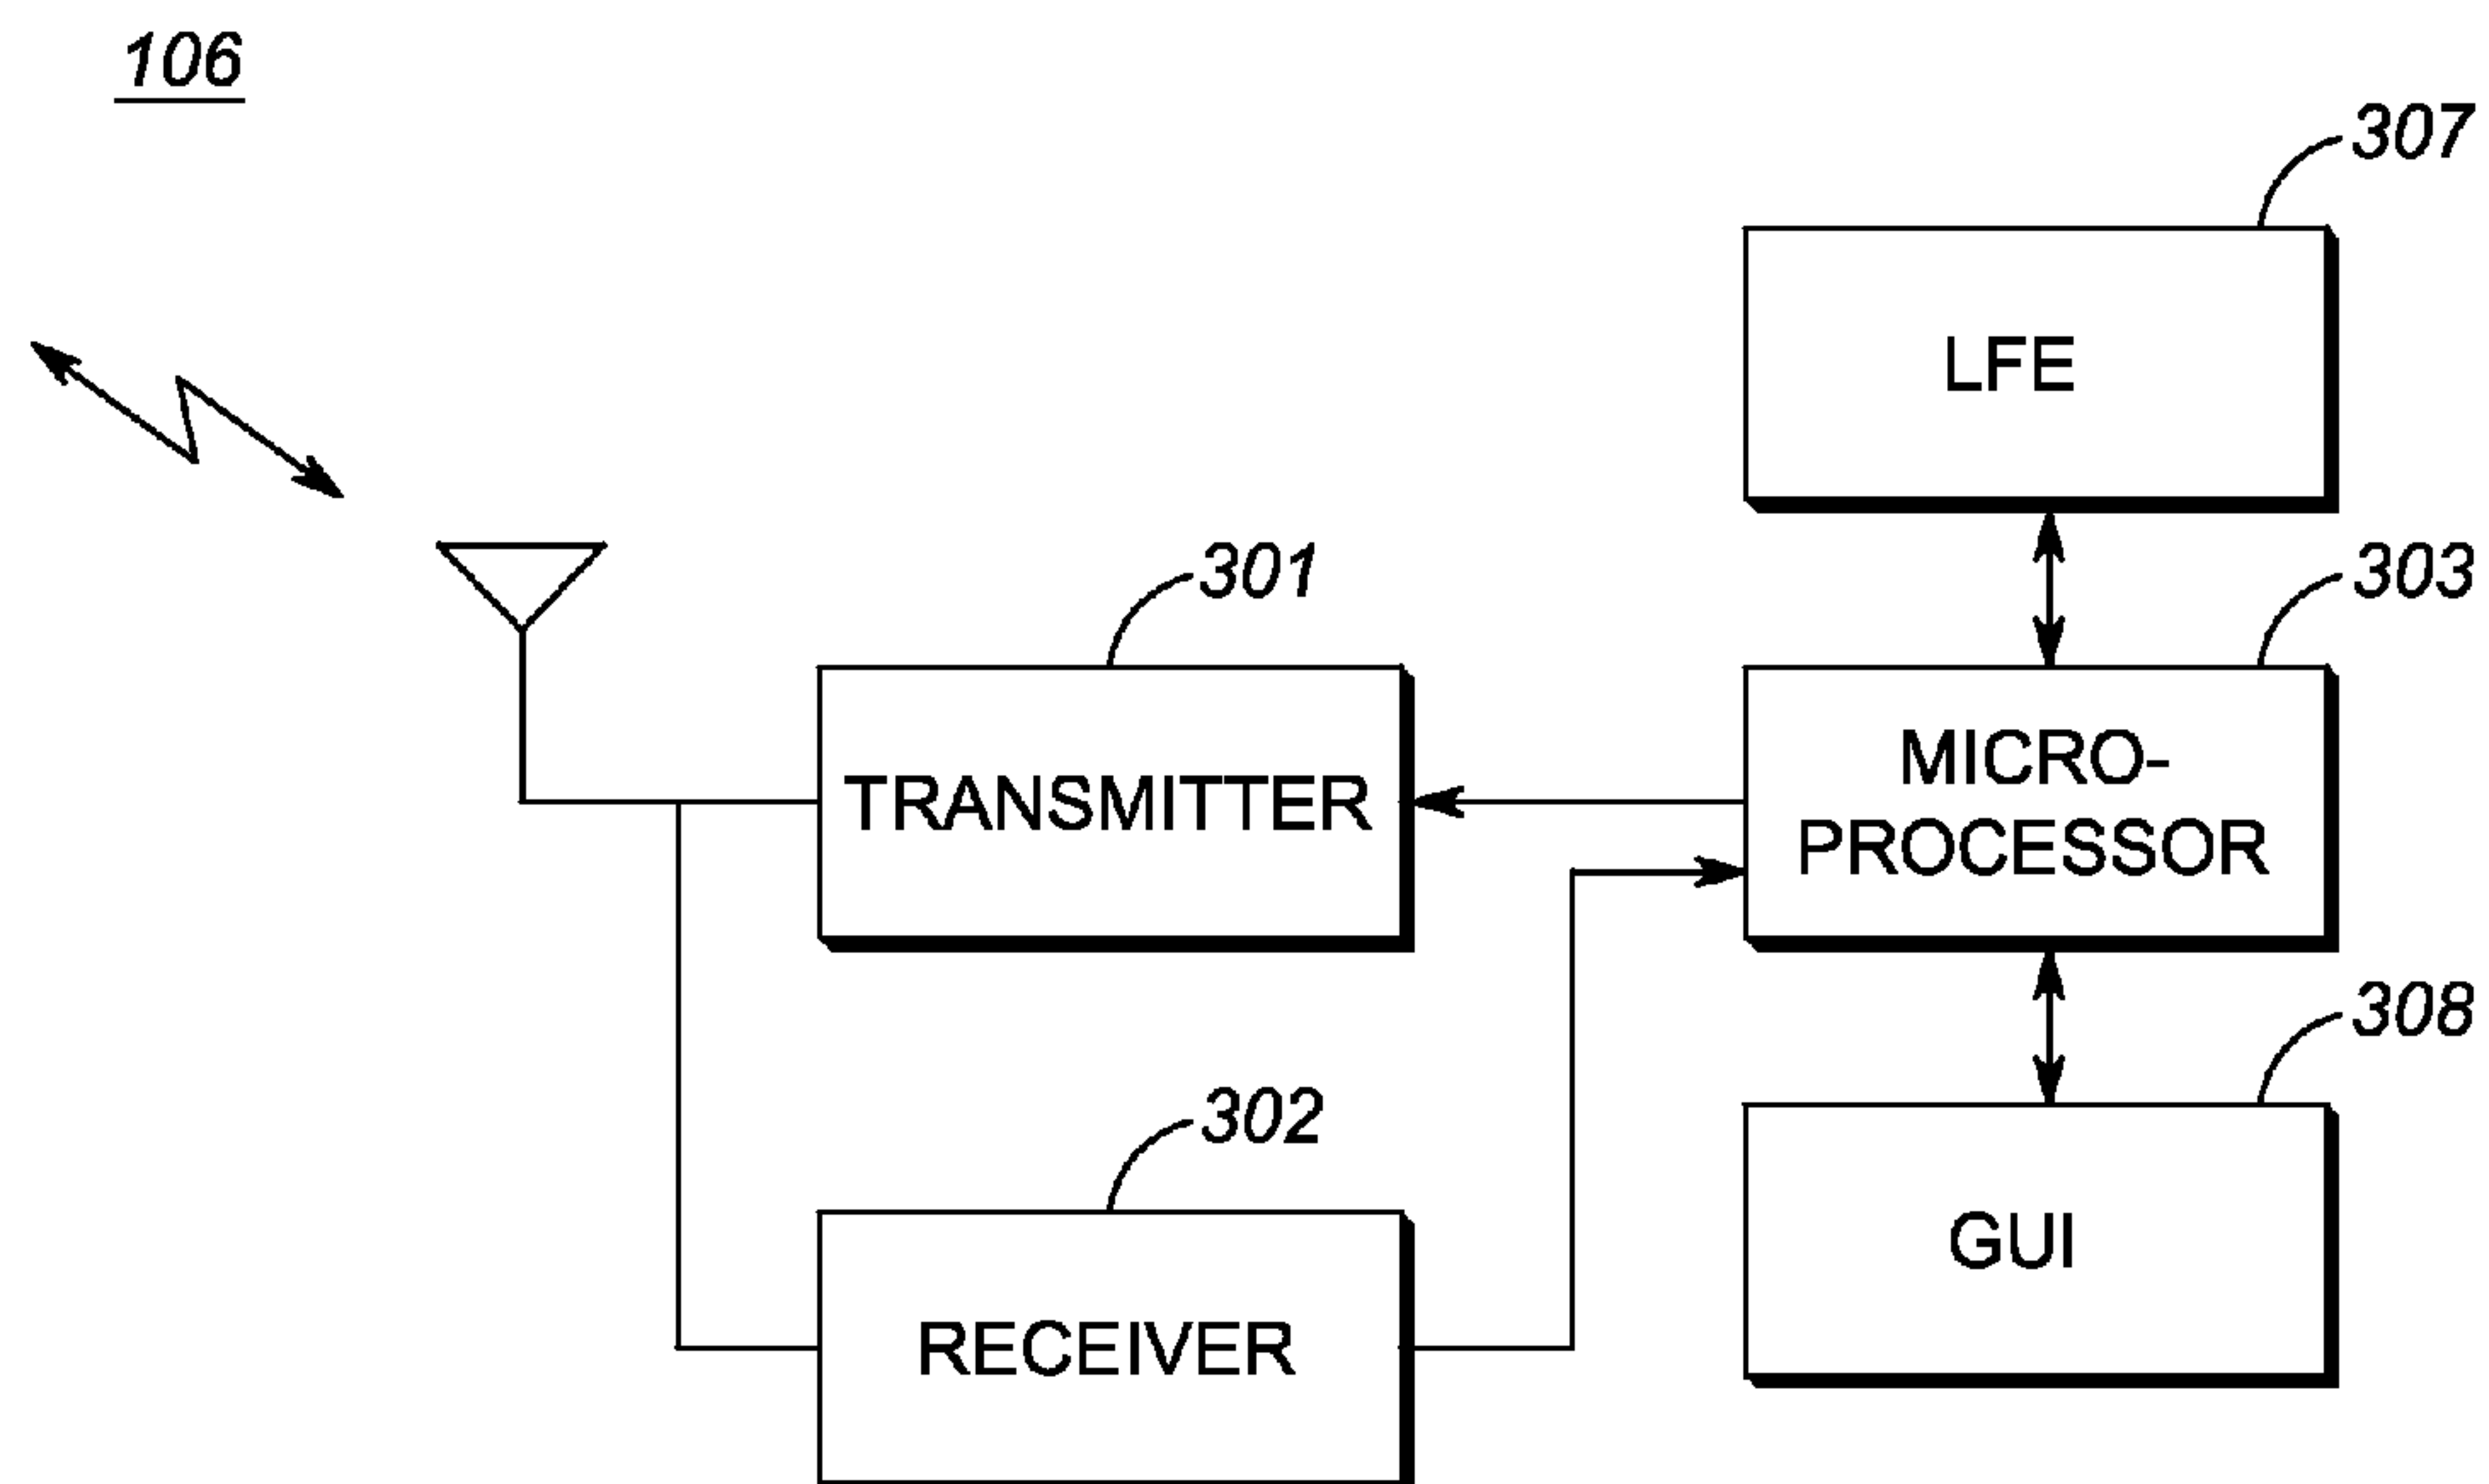 106
307
LFE
301
303
TRANSMITTER
MICRO-
PROCESSOR
308
302
GUI
RECEIVER